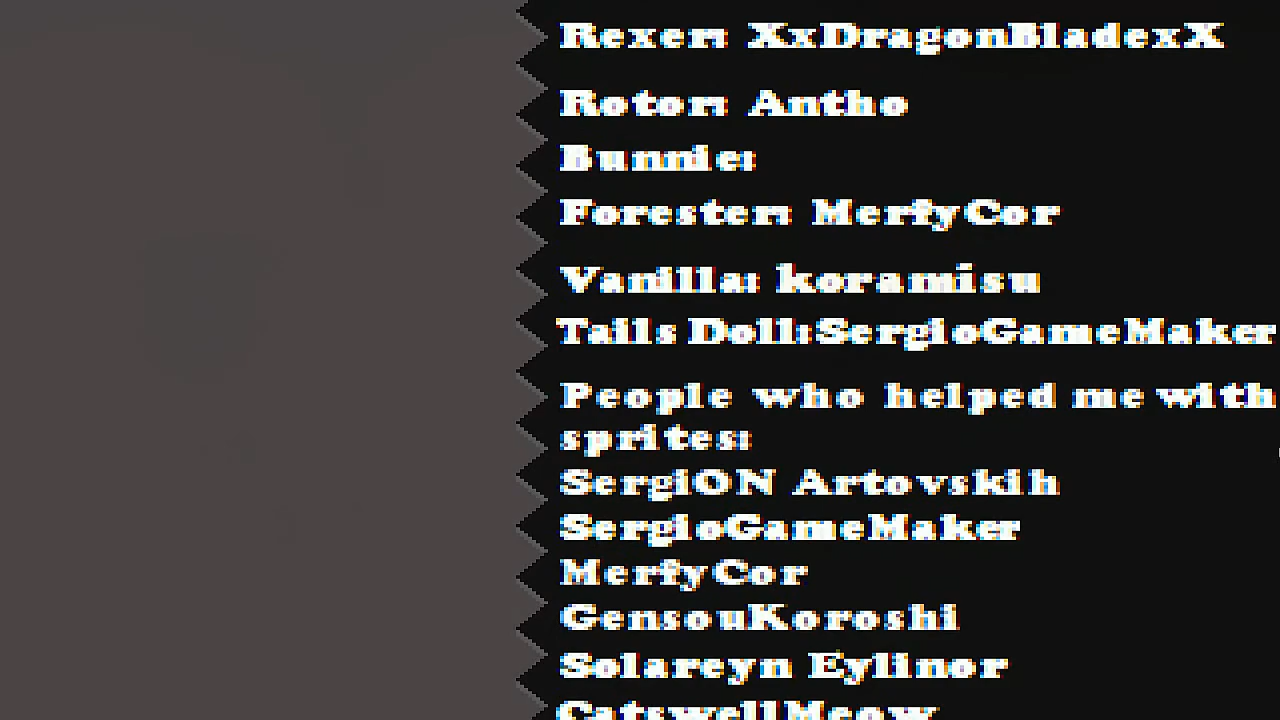 Rexer: XxDragonBladexX
Rotor: Antho
Bunnie:
Forester: MerfyCor
Vanilla: koramisu
Tails Doll:SergioGameMaker
People who helped me with
sprites:
SergiON Artovskih
SergioGameMaker
MerfyCor
GensouKoroshi
Solareyn Eylinor
CatswellMeow